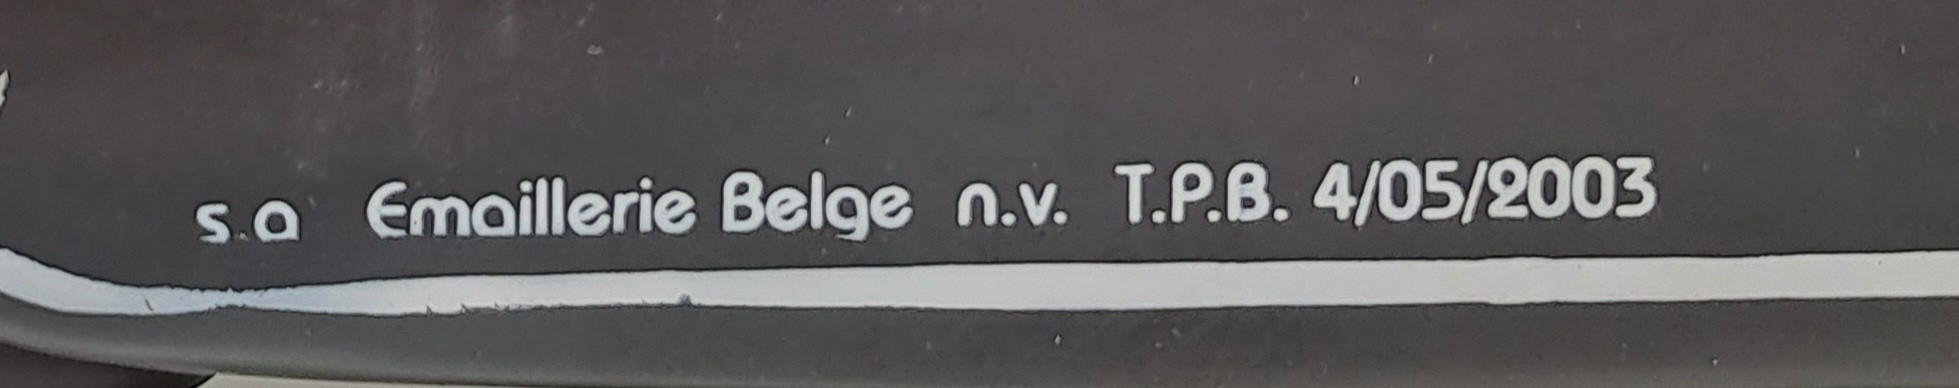 s.a Emaillerie Belge n.v. T.P.B. 4/05/2003